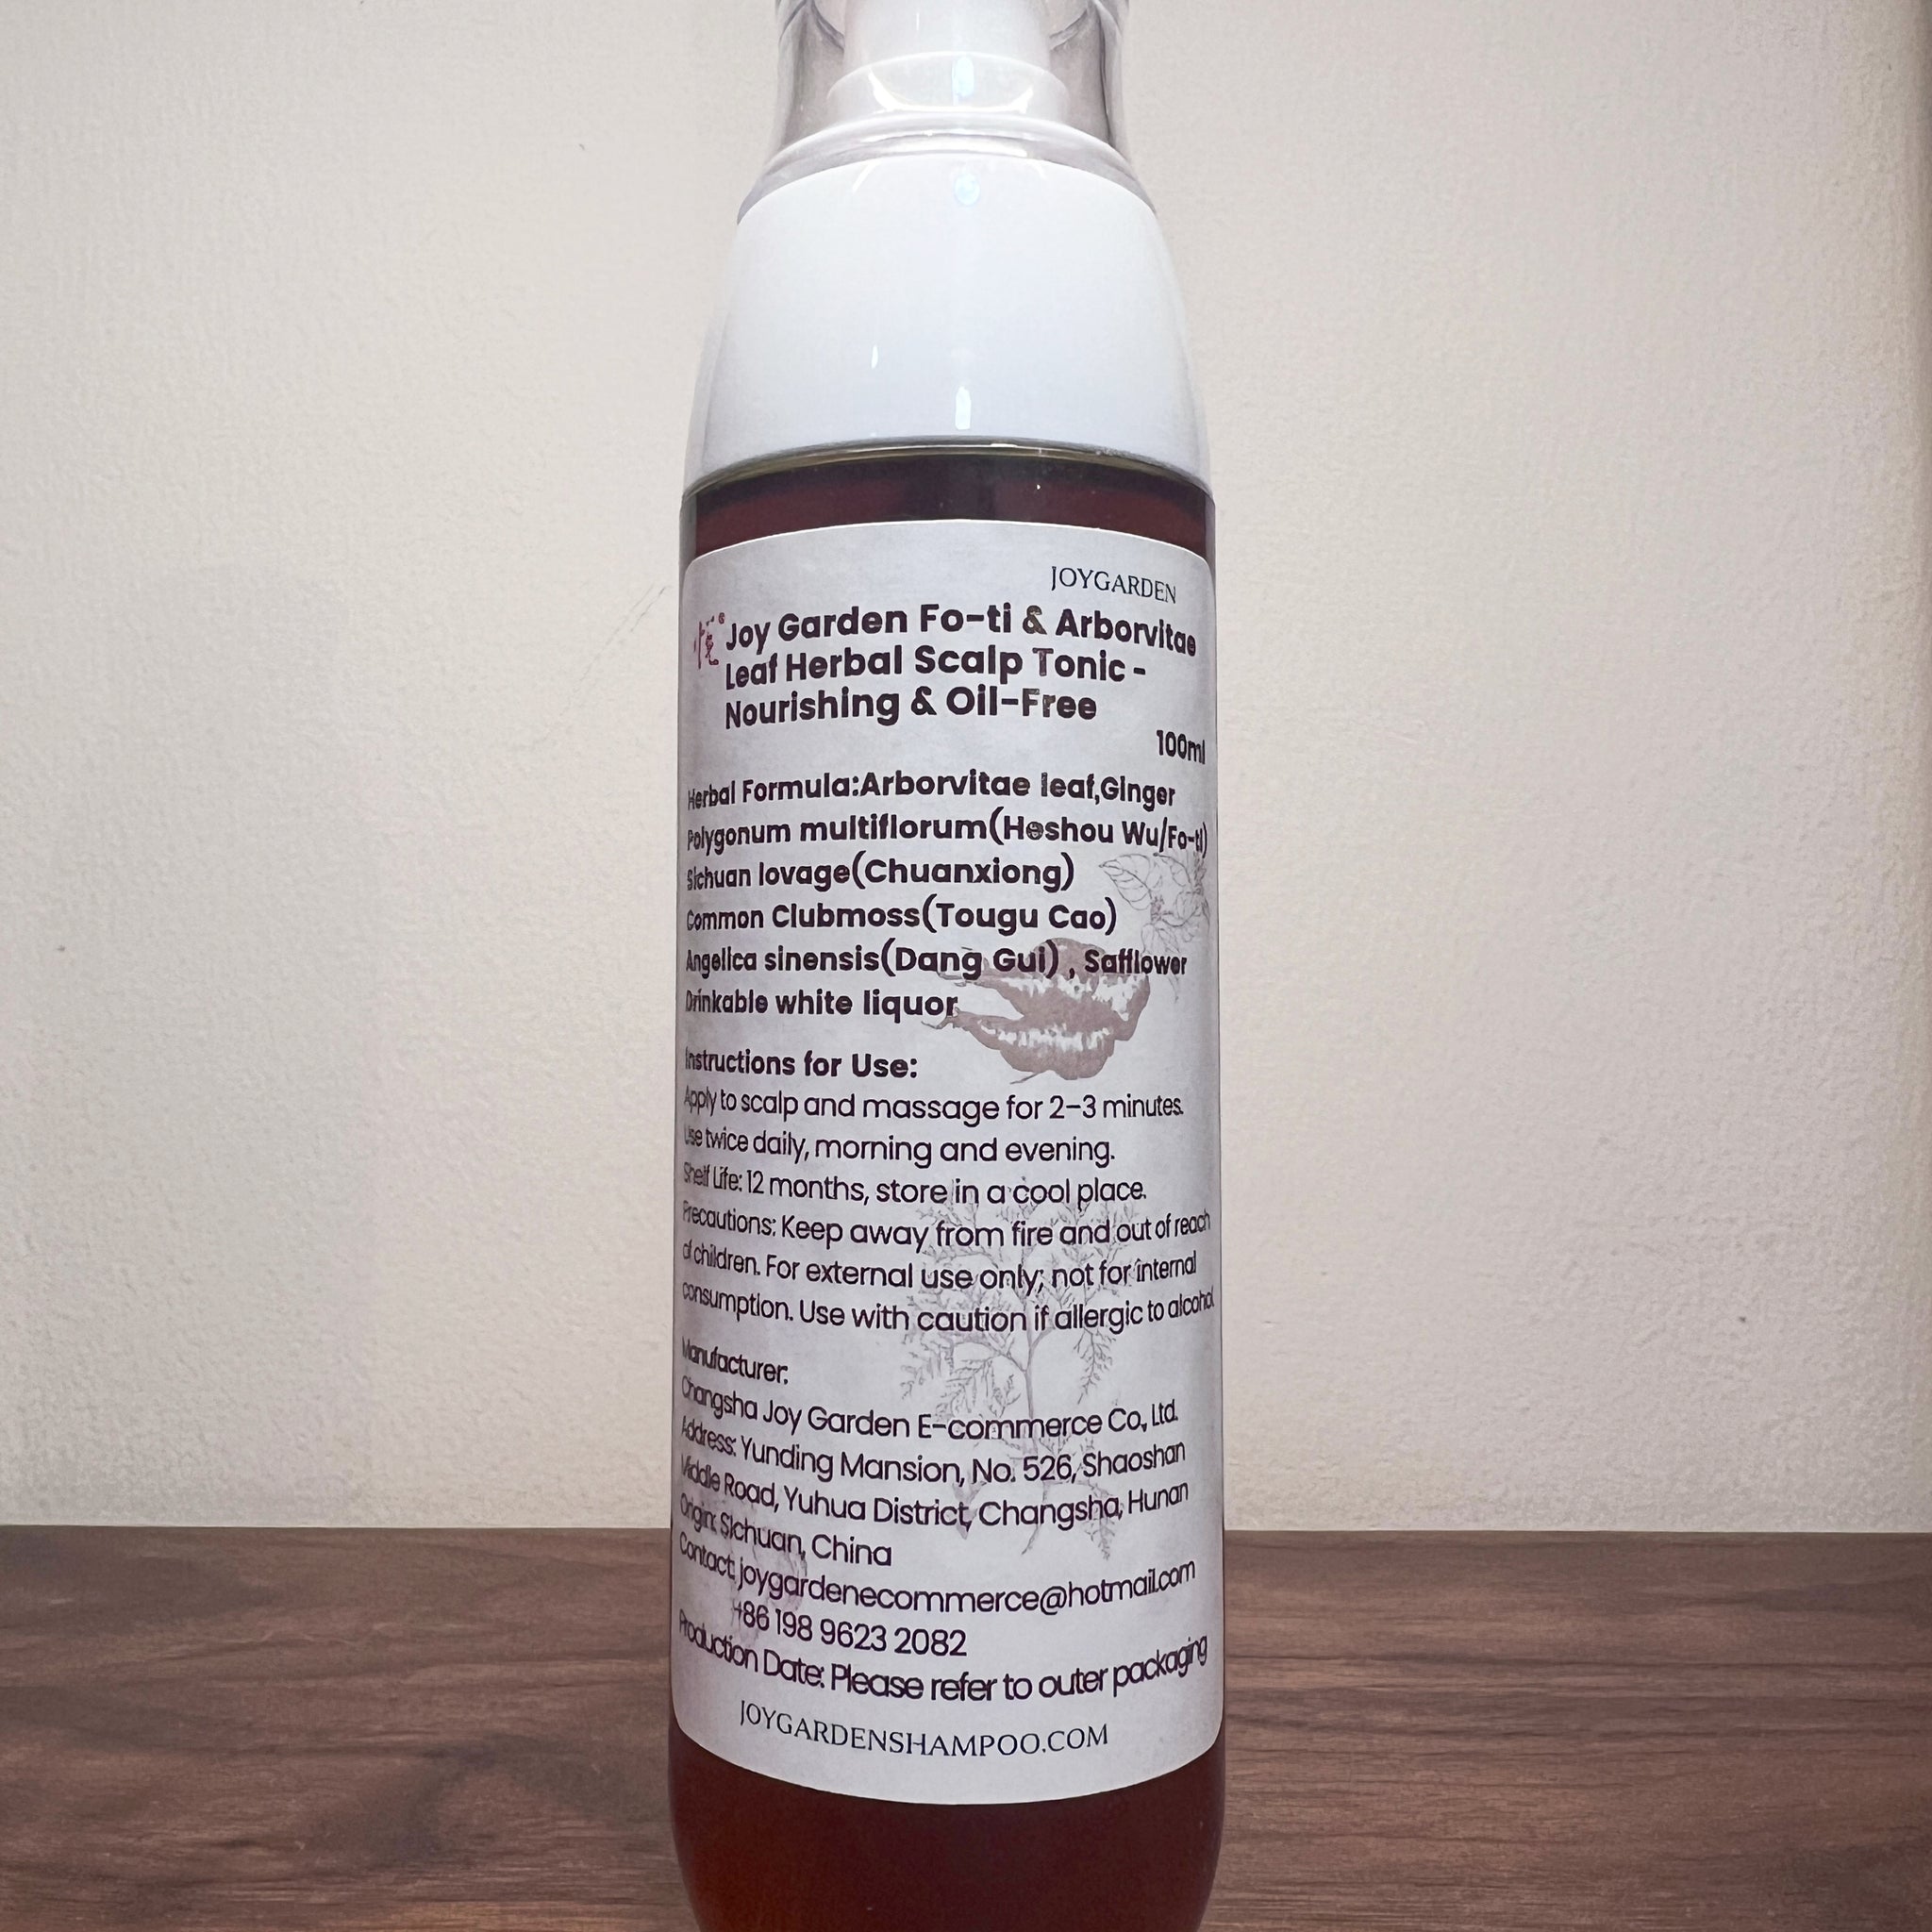 JOYGARDEN
Joy Garden Fo-ti & Arborvitae
Leaf Herbal Scalp Tonic -
Nourishing & Oil-Free
100ml
Herbal Formula:Arborvitae leaf,Ginger
Polygonum multiflorum(Heshou Wu/Fo-ti)
Sichuan lovage(Chuanxiong)
Common Clubmoss(Tougu Cao)
Angelica sinensis(Dang Gui) , Safflower
Drinkable white liquor
Instructions for Use:
Apply to scalp and massage for 2-3 minutes.
Use twice daily, morning and evening.
Shelf Life: 12 months, store in a cool place.
Precautions: Keep away from fire and out of reach
of children. For external use only; not for internal
consumption. Use with caution if allergic to alcohol
Manufacturer:
Changsha Joy Garden E-commerce Co., Ltd.
Address: Yunding Mansion, No. 526, Shaoshan
Middle Road, Yuhua District, Changsha, Hunan
Origin: Sichuan, China
Contact: joygardenecommerce@hotmail.com
+86 198 9623 2082
Production Date: Please refer to outer packaging
JOYGARDENSHAMPOO.COM